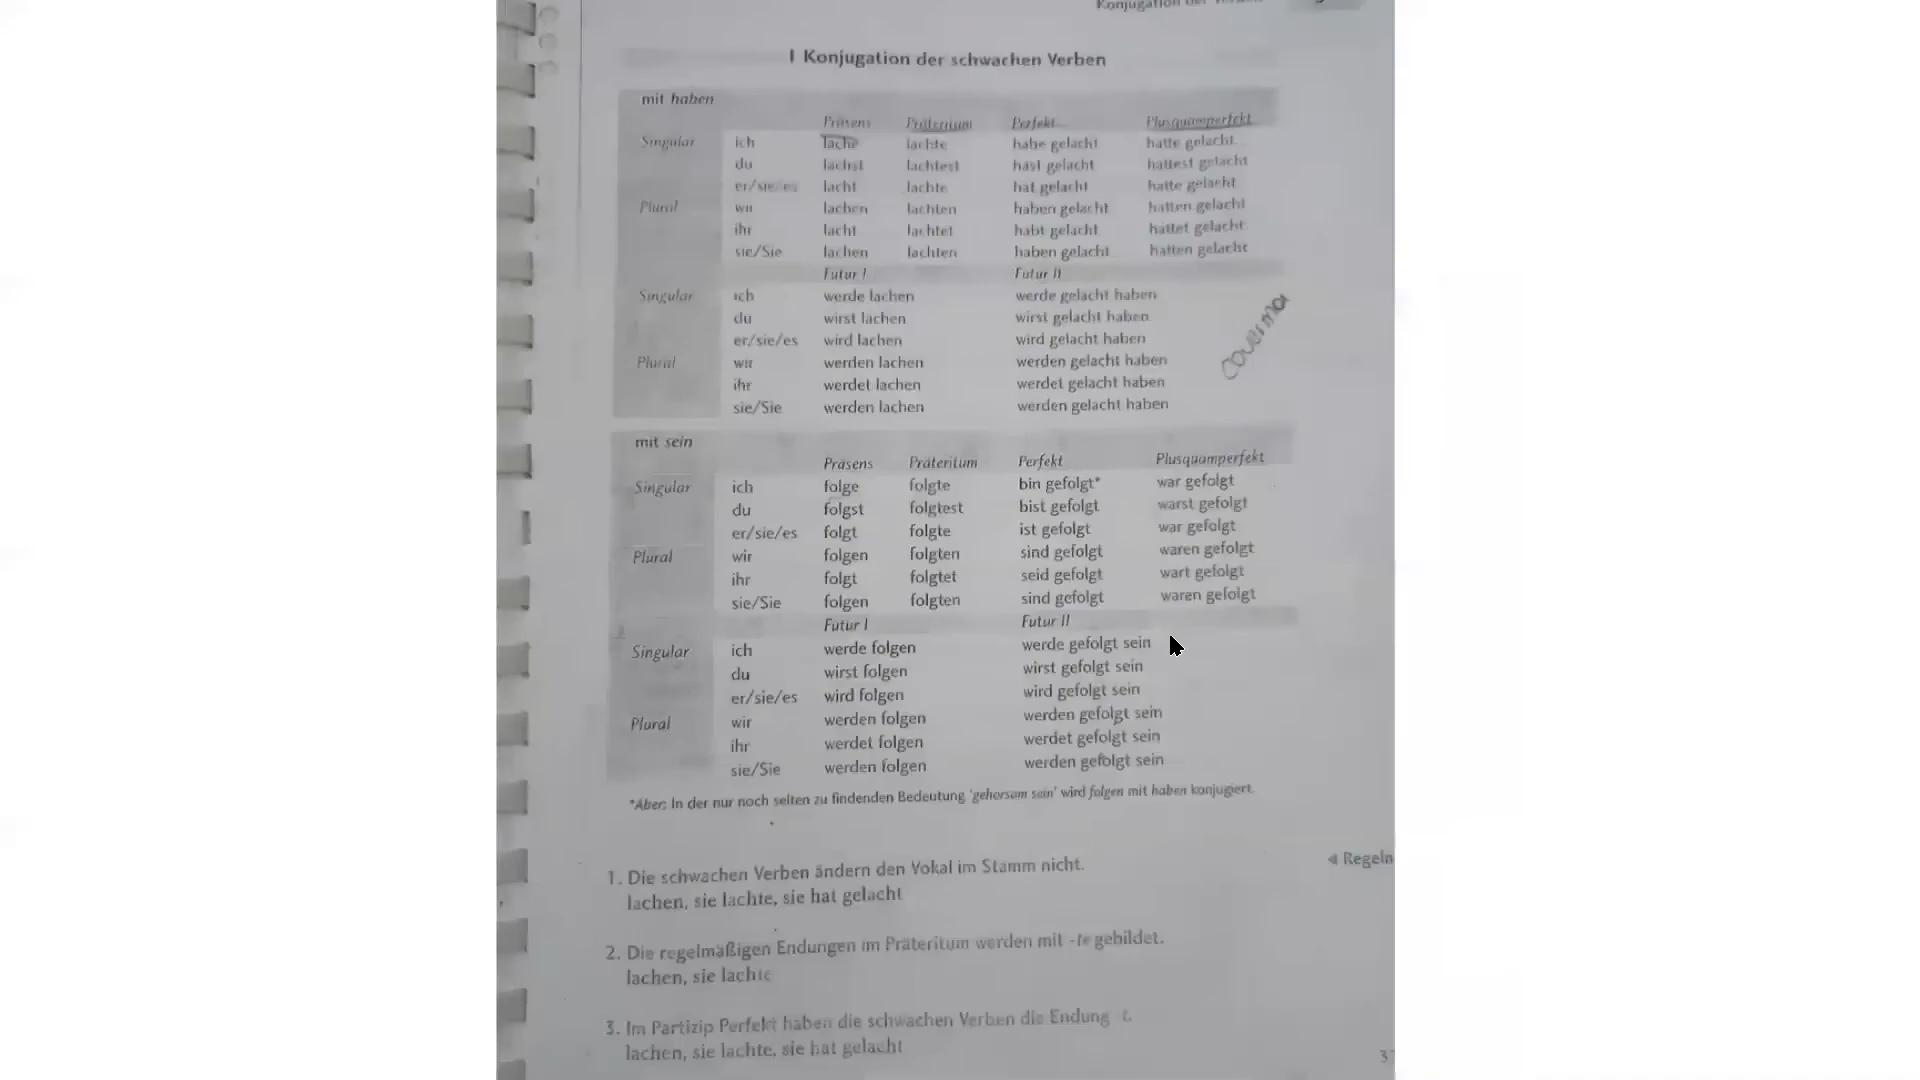 Konjugation der
I Konjugation der schwachen Verben
mit haben
Präsens Präteritum Perfekt Plusquamperfekt
Singular ich lache lachte habe gelacht hatte gelacht
du lachst lachtest hast gelacht hattest gelacht
er/sie/es lacht lachte hat gelacht hatte gelacht
Plural wir lachen lachten haben gelacht hatten gelacht
ihr lacht lachtet habt gelacht hattet gelacht
sie/Sie lachen lachten haben gelacht hatten gelacht
Futur I Futur II
Singular ich werde lachen werde gelacht haben
du wirst lachen wirst gelacht haben
er/sie/es wird lachen wird gelacht haben
Plural wir werden lachen werden gelacht haben
ihr werdet lachen werdet gelacht haben
sie/Sie werden lachen werden gelacht haben
mit sein
Präsens Präteritum Perfekt Plusquamperfekt
Singular ich folge folgte bin gefolgt* war gefolgt
du folgst folgtest bist gefolgt warst gefolgt
er/sie/es folgt folgte ist gefolgt war gefolgt
Plural wir folgen folgten sind gefolgt waren gefolgt
ihr folgt folgtet seid gefolgt wart gefolgt
sie/Sie folgen folgten sind gefolgt waren gefolgt
Futur I Futur II
Singular ich werde folgen werde gefolgt sein
du wirst folgen wirst gefolgt sein
er/sie/es wird folgen wird gefolgt sein
Plural wir werden folgen werden gefolgt sein
ihr werdet folgen werdet gefolgt sein
sie/Sie werden folgen werden gefolgt sein
*Aber: In der nur noch selten zu findenden Bedeutung 'gehorsam sein' wird folgen mit haben konjugiert.
1. Die schwachen Verben ändern den Vokal im Stamm nicht.
◄ Regeln
lachen, sie lachte, sie hat gelacht
2. Die regelmäßigen Endungen im Präteritum werden mit -te gebildet.
lachen, sie lachte
3. Im Partizip Perfekt haben die schwachen Verben die Endung t.
lachen, sie lachte, sie hat gelacht